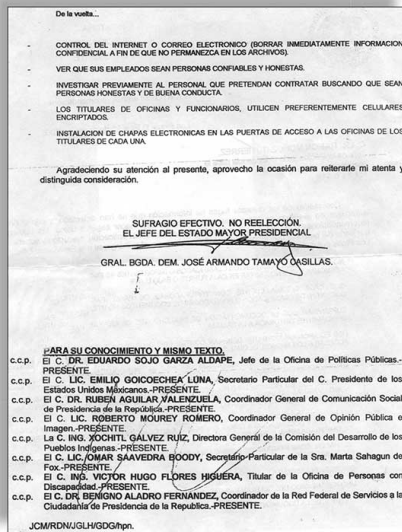 De la vuelta...
- CONTROL DEL INTERNET O CORREO ELECTRONICO (BORRAR INMEDIATAMENTE INFORMACION
CONFIDENCIAL A FIN DE QUE NO PERMANEZCA EN LOS ARCHIVOS).
- VER QUE SUS EMPLEADOS SEAN PERSONAS CONFIABLES Y HONESTAS.
- INVESTIGAR PREVIAMENTE AL PERSONAL QUE PRETENDAN CONTRATAR BUSCANDO QUE SEAN
PERSONAS HONESTAS Y DE BUENA CONDUCTA.
- LOS TITULARES DE OFICINAS Y FUNCIONARIOS, UTILICEN PREFERENTEMENTE CELULARES
ENCRIPTADOS.
- INSTALACION DE CHAPAS ELECTRONICAS EN LAS PUERTAS DE ACCESO A LAS OFICINAS DE LOS
TITULARES DE CADA UNA.
Agradeciendo su atención al presente, aprovecho la ocasión para reiterarle mi atenta y
distinguida consideración.
SUFRAGIO EFECTIVO. NO REELECCIÓN.
EL JEFE DEL ESTADO MAYOR PRESIDENCIAL
GRAL. BGDA. DEM. JOSÉ ARMANDO TAMAYO CASILLAS.
PARA SU CONOCIMIENTO Y MISMO TEXTO.
c.c.p. El C. DR. EDUARDO SOJO GARZA ALDAPE, Jefe de la Oficina de Políticas Públicas.-
PRESENTE.
c.c.p. El C. LIC. EMILIO GOICOECHEA LUNA, Secretario Particular del C. Presidente de los
Estados Unidos Mexicanos.-PRESENTE.
c.c.p. El C. DR. RUBEN AGUILAR VALENZUELA, Coordinador General de Comunicación Social
de Presidencia de la República.-PRESENTE.
c.c.p. El C. LIC. ROBERTO MOUREY ROMERO, Coordinador General de Opinión Pública e
Imagen.-PRESENTE.
c.c.p. La C. ING. XOCHITL GALVEZ RUIZ, Directora General de la Comisión del Desarrollo de los
Pueblos Indígenas.-PRESENTE.
c.c.p. El C. LIC. OMAR SAAVEDRA BOODY, Secretario Particular de la Sra. Marta Sahagun de
Fox.-PRESENTE.
c.c.p. El C. ING. VICTOR HUGO FLORES HIGUERA, Titular de la Oficina de Personas con
Discapacidad.-PRESENTE.
c.c.p. El C. DR. BENIGNO ALADRO FERNANDEZ, Coordinador de la Red Federal de Servicios a la
Ciudadanía de Presidencia de la Republica.-PRESENTE.
JCM/RDN/JGLH/GDG/hpn.